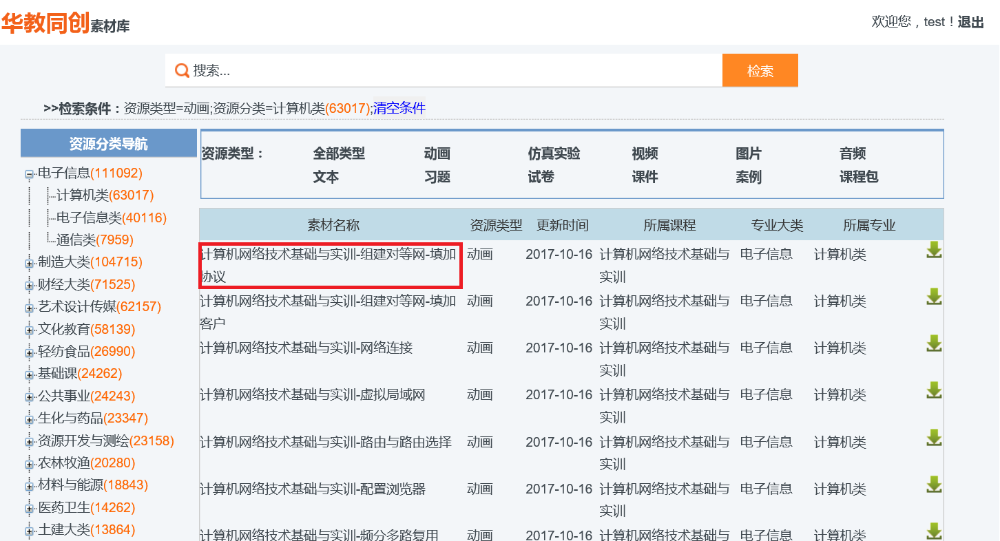 华教同创素材库
欢迎您，test！退出
搜索...
检索
>>检索条件：资源类型=动画;资源分类=计算机类(63017);清空条件
资源分类导航
电子信息(111092)
计算机类(63017)
电子信息类(40116)
通信类(7959)
制造大类(104715)
财经大类(71525)
艺术设计传媒(62157)
文化教育(58139)
轻纺食品(26990)
基础课(24262)
公共事业(24243)
生化与药品(23347)
资源开发与测绘(23158)
农林牧渔(20280)
材料与能源(18843)
医药卫生(14262)
土建大类(13864)
资源类型： 全部类型 动画 仿真实验 视频 图片 音频
文本 习题 试卷 课件 案例 课程包
素材名称 资源类型 更新时间 所属课程 专业大类 所属专业
计算机网络技术基础与实训-组建对等网-填加 动画 2017-10-16 计算机网络技术基础与 电子信息 计算机类
协议 实训
计算机网络技术基础与实训-组建对等网-填加 动画 2017-10-16 计算机网络技术基础与 电子信息 计算机类
客户 实训
计算机网络技术基础与实训-网络连接 动画 2017-10-16 计算机网络技术基础与 电子信息 计算机类
实训
计算机网络技术基础与实训-虚拟局域网 动画 2017-10-16 计算机网络技术基础与 电子信息 计算机类
实训
计算机网络技术基础与实训-路由与路由选择 动画 2017-10-16 计算机网络技术基础与 电子信息 计算机类
实训
计算机网络技术基础与实训-配置浏览器 动画 2017-10-16 计算机网络技术基础与 电子信息 计算机类
实训
计算机网络技术基础与实训-频分多路复用 动画 2017-10-16 计算机网络技术基础与 电子信息 计算机类